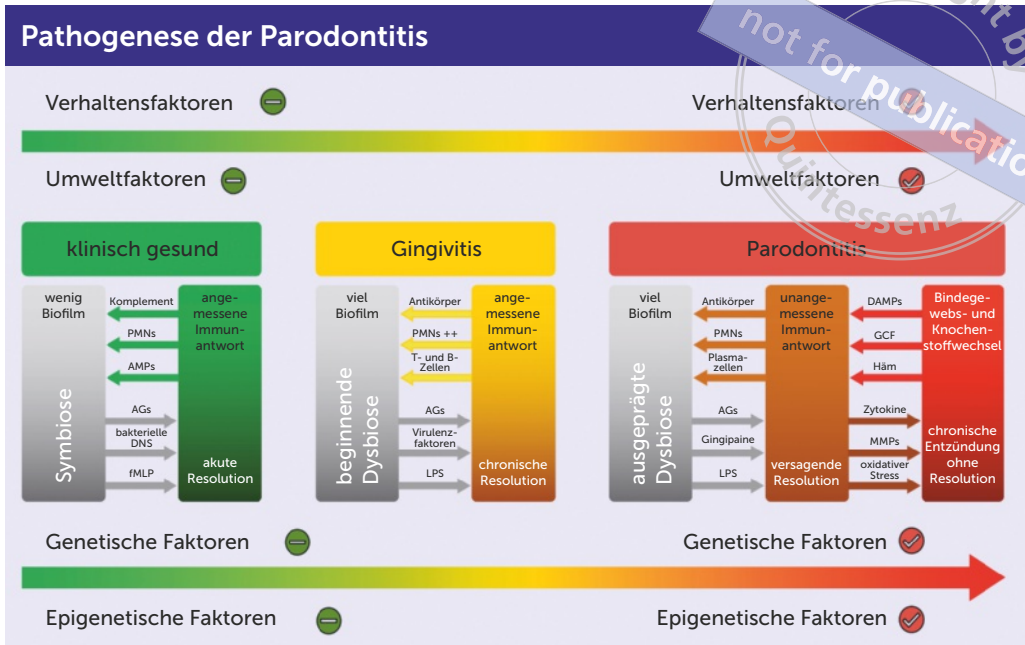 Pathogenese der Parodontitis
not for publication
Quintessenz
Verhaltensfaktoren
Verhaltensfaktoren
Umweltfaktoren
Umweltfaktoren
klinisch gesund
wenig
Biofilm
Symbiose
Komplement
PMNs
AMPs
AGs
bakterielle
DNS
fMLP
ange-
messene
Immun-
antwort
akute
Resolution
Gingivitis
viel
Biofilm
beginnende
Dysbiose
Antikörper
PMNs ++
T- und B-
Zellen
AGs
Virulenz-
faktoren
LPS
ange-
messene
Immun-
antwort
chronische
Resolution
Parodontitis
viel
Biofilm
ausgeprägte
Dysbiose
Antikörper
PMNs
Plasma-
zellen
AGs
Gingipaine
LPS
unange-
messene
Immun-
antwort
versagende
Resolution
DAMPs
GCF
Häm
Zytokine
MMPs
oxidativer
Stress
Bindege-
webs- und
Knochen-
stoffwechsel
chronische
Entzündung
ohne
Resolution
Genetische Faktoren
Genetische Faktoren
Epigenetische Faktoren
Epigenetische Faktoren